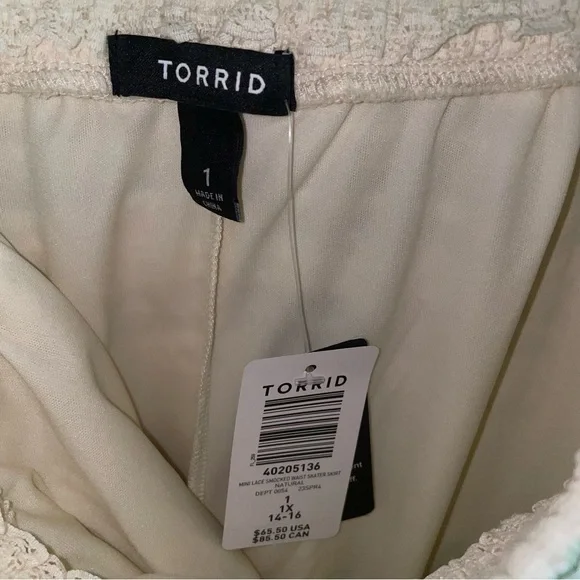 TORRID
1
MADE IN
CHINA
TORRID
40205136
MINI LACE SMOCKED WAIST SKATER SKIRT
NATURAL
DEPT 0054
1
1X
14-16
$65.50 USA
$85.50 CAN